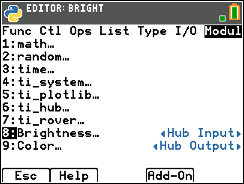 EDITOR: BRIGHT
Func Ctl Ops List Type I/O Modul
1:math…
2:random…
3:time…
4:ti_system…
5:ti_plotlib…
6:ti_hub…
7:ti_rover…
8:Brightness… ◂Hub Input▸
9:Color… ◂Hub Output▸
Esc Help Add-On